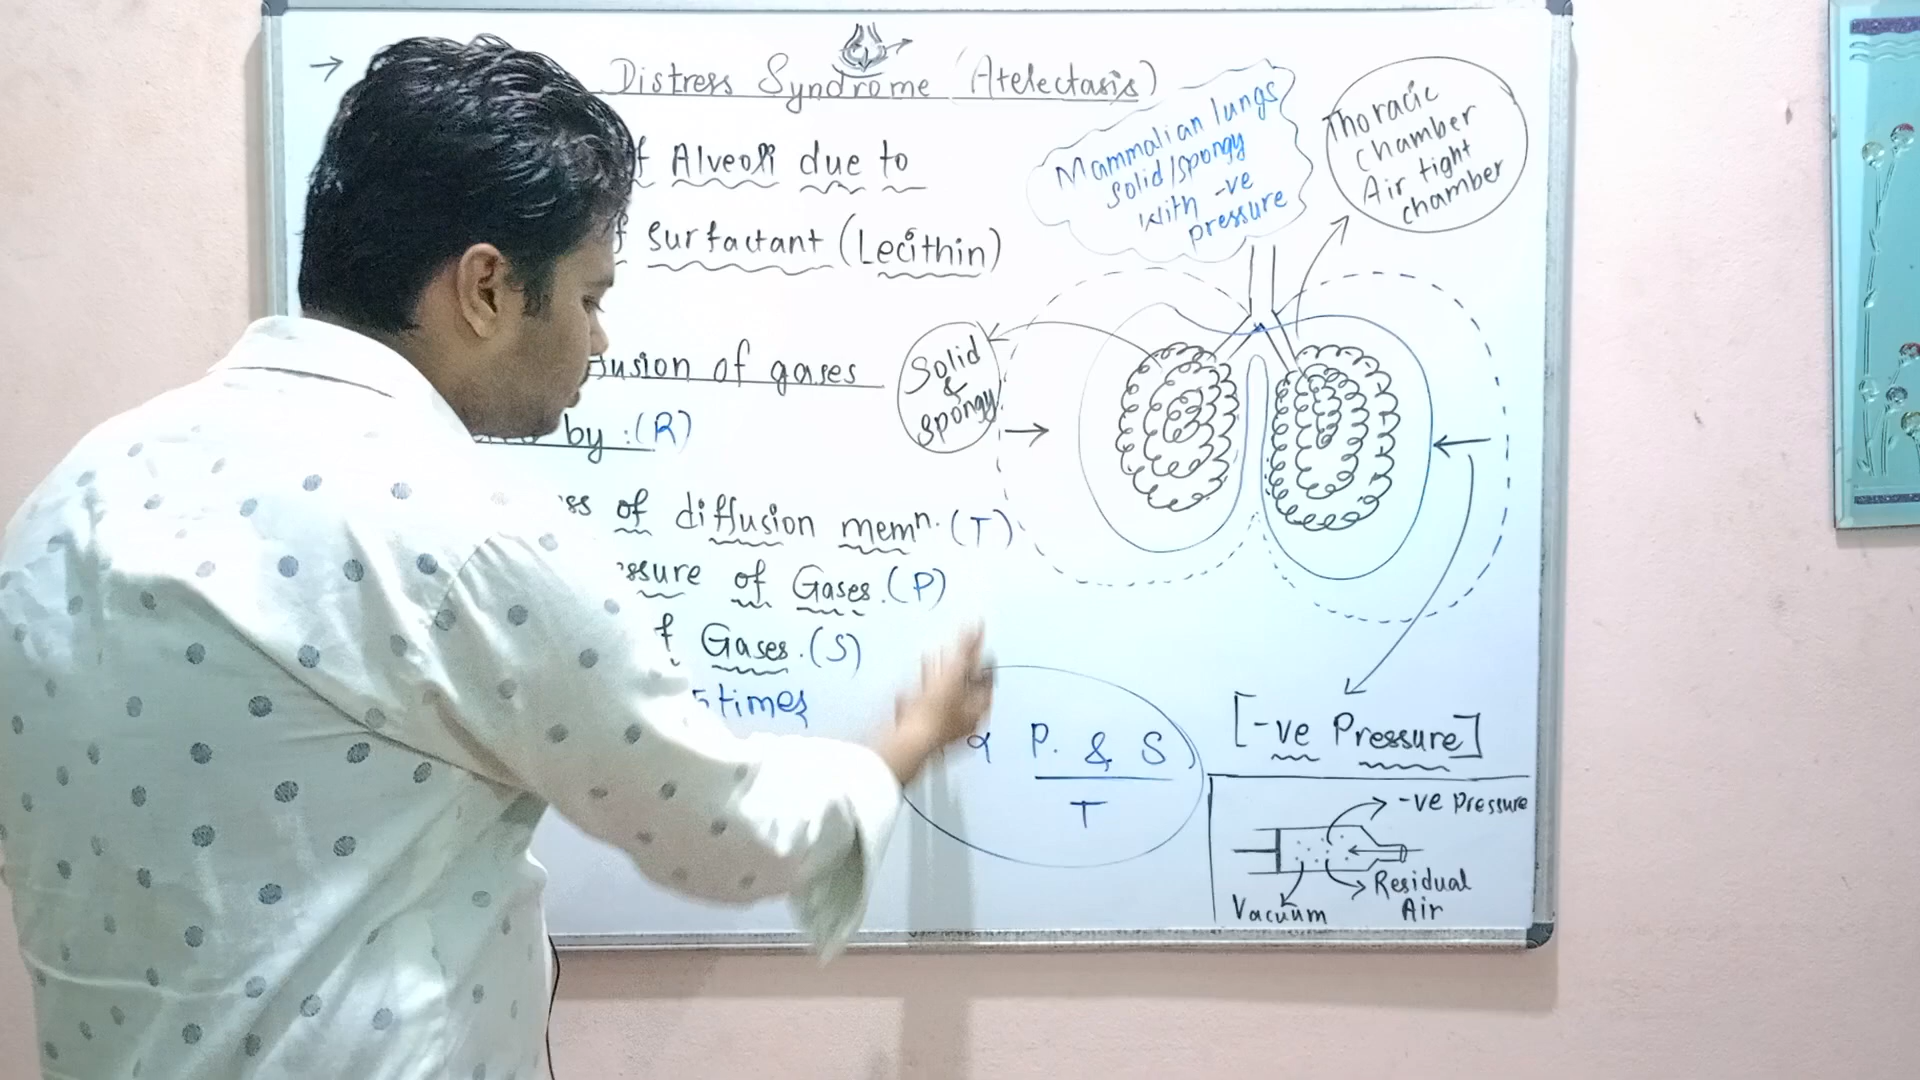 → Distress Syndrome (Atelectasis)
Alveoli due to
Surfactant (Lecithin)
of gases
by :(R)
of diffusion memn. (T)
of Gases. (P)
Gases. (S)
times
α P. & S
T
Mammalian lungs
Solid/spongy
with -ve
pressure
Thoracic
chamber
Air tight
chamber
Solid
&
spongy
[-ve Pressure]
-ve Pressure
Residual
Air
Vacuum